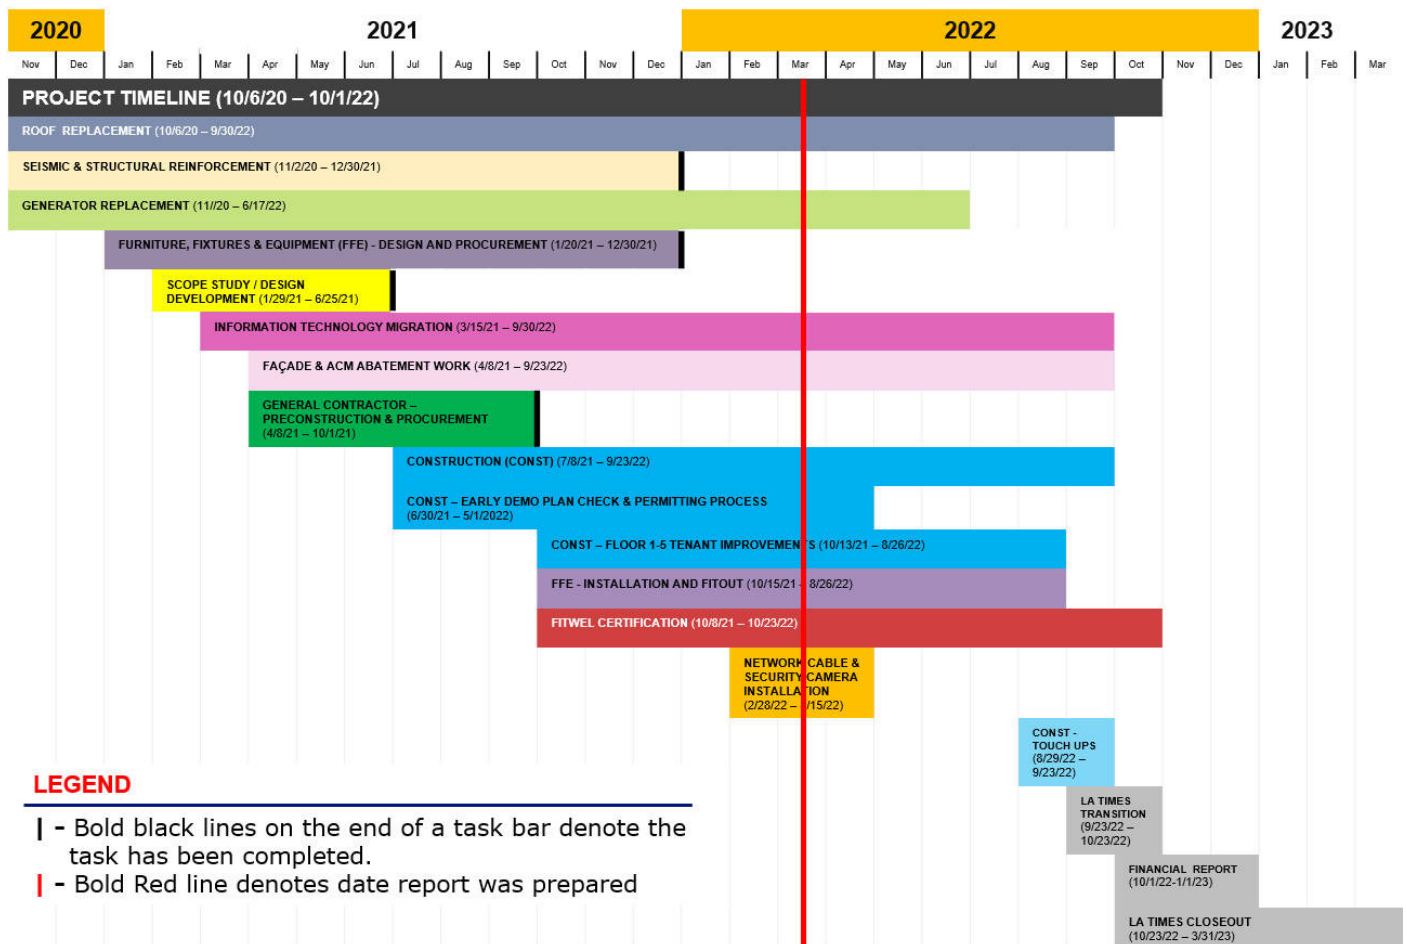 2020 2021 2022 2023
Nov Dec Jan Feb Mar Apr May Jun Jul Aug Sep Oct Nov Dec Jan Feb Mar Apr May Jun Jul Aug Sep Oct Nov Dec Jan Feb Mar
PROJECT TIMELINE (10/6/20 – 10/1/22)
ROOF REPLACEMENT (10/6/20 – 9/30/22)
SEISMIC & STRUCTURAL REINFORCEMENT (11/2/20 – 12/30/21)
GENERATOR REPLACEMENT (11//20 – 6/17/22)
FURNITURE, FIXTURES & EQUIPMENT (FFE) - DESIGN AND PROCUREMENT (1/20/21 – 12/30/21)
SCOPE STUDY / DESIGN
DEVELOPMENT (1/29/21 – 6/25/21)
INFORMATION TECHNOLOGY MIGRATION (3/15/21 – 9/30/22)
FAÇADE & ACM ABATEMENT WORK (4/8/21 – 9/23/22)
GENERAL CONTRACTOR –
PRECONSTRUCTION & PROCUREMENT
(4/8/21 – 10/1/21)
CONSTRUCTION (CONST) (7/8/21 – 9/23/22)
CONST – EARLY DEMO PLAN CHECK & PERMITTING PROCESS
(6/30/21 – 5/1/2022)
CONST – FLOOR 1-5 TENANT IMPROVEMENTS (10/13/21 – 8/26/22)
FFE - INSTALLATION AND FITOUT (10/15/21 – 8/26/22)
FITWEL CERTIFICATION (10/8/21 – 10/23/22)
NETWORK CABLE &
SECURITY CAMERA
INSTALLATION
(2/28/22 – /15/22)
CONST -
TOUCH UPS
(8/29/22 –
9/23/22)
LA TIMES
TRANSITION
(9/23/22 –
10/23/22)
FINANCIAL REPORT
(10/1/22-1/1/23)
LA TIMES CLOSEOUT
(10/23/22 – 3/31/23)
LEGEND
| - Bold black lines on the end of a task bar denote the
task has been completed.
| - Bold Red line denotes date report was prepared